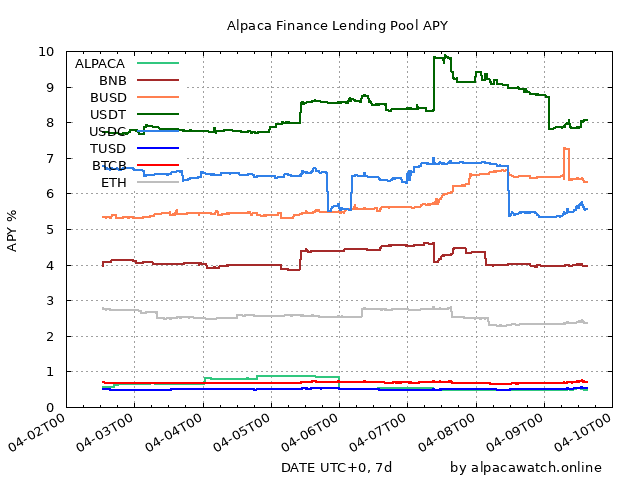 Alpaca Finance Lending Pool APY
10
9
8
7
6
5
4
3
2
1
0
APY %
ALPACA
BNB
BUSD
USDT
USDC
TUSD
BTCB
ETH
04-02T00
04-03T00
04-04T00
04-05T00
04-06T00
04-07T00
04-08T00
04-09T00
04-10T00
DATE UTC+0, 7d
by alpacawatch.online